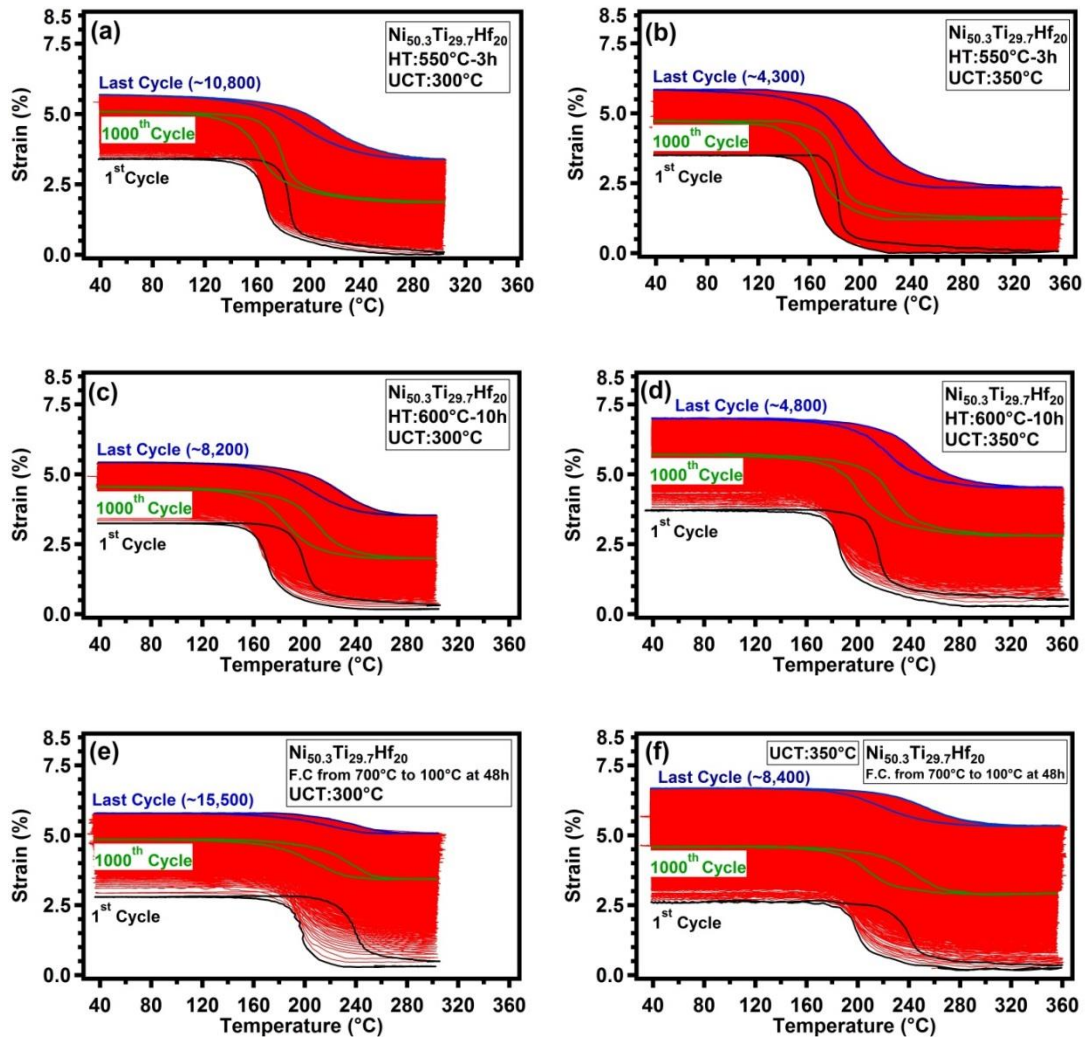 (a)
Ni50.3Ti29.7Hf20
HT:550°C-3h
UCT:300°C
Last Cycle (~10,800)
1000th Cycle
1st Cycle
Strain (%)
8.5
7.5
5.0
2.5
0.0
40 80 120 160 200 240 280 320 360
Temperature (°C)
(b)
Ni50.3Ti29.7Hf20
HT:550°C-3h
UCT:350°C
Last Cycle (~4,300)
1000th Cycle
1st Cycle
Strain (%)
8.5
7.5
5.0
2.5
0.0
40 80 120 160 200 240 280 320 360
Temperature (°C)
(c)
Ni50.3Ti29.7Hf20
HT:600°C-10h
UCT:300°C
Last Cycle (~8,200)
1000th Cycle
1st Cycle
Strain (%)
8.5
7.5
5.0
2.5
0.0
40 80 120 160 200 240 280 320 360
Temperature (°C)
(d)
Ni50.3Ti29.7Hf20
HT:600°C-10h
UCT:350°C
Last Cycle (~4,800)
1000th Cycle
1st Cycle
Strain (%)
8.5
7.5
5.0
2.5
0.0
40 80 120 160 200 240 280 320 360
Temperature (°C)
(e)
Ni50.3Ti29.7Hf20
F.C from 700°C to 100°C at 48h
UCT:300°C
Last Cycle (~15,500)
1000th Cycle
1st Cycle
Strain (%)
8.5
7.5
5.0
2.5
0.0
40 80 120 160 200 240 280 320 360
Temperature (°C)
(f)
UCT:350°C
Ni50.3Ti29.7Hf20
F.C. from 700°C to 100°C at 48h
Last Cycle (~8,400)
1000th Cycle
1st Cycle
Strain (%)
8.5
7.5
5.0
2.5
0.0
40 80 120 160 200 240 280 320 360
Temperature (°C)